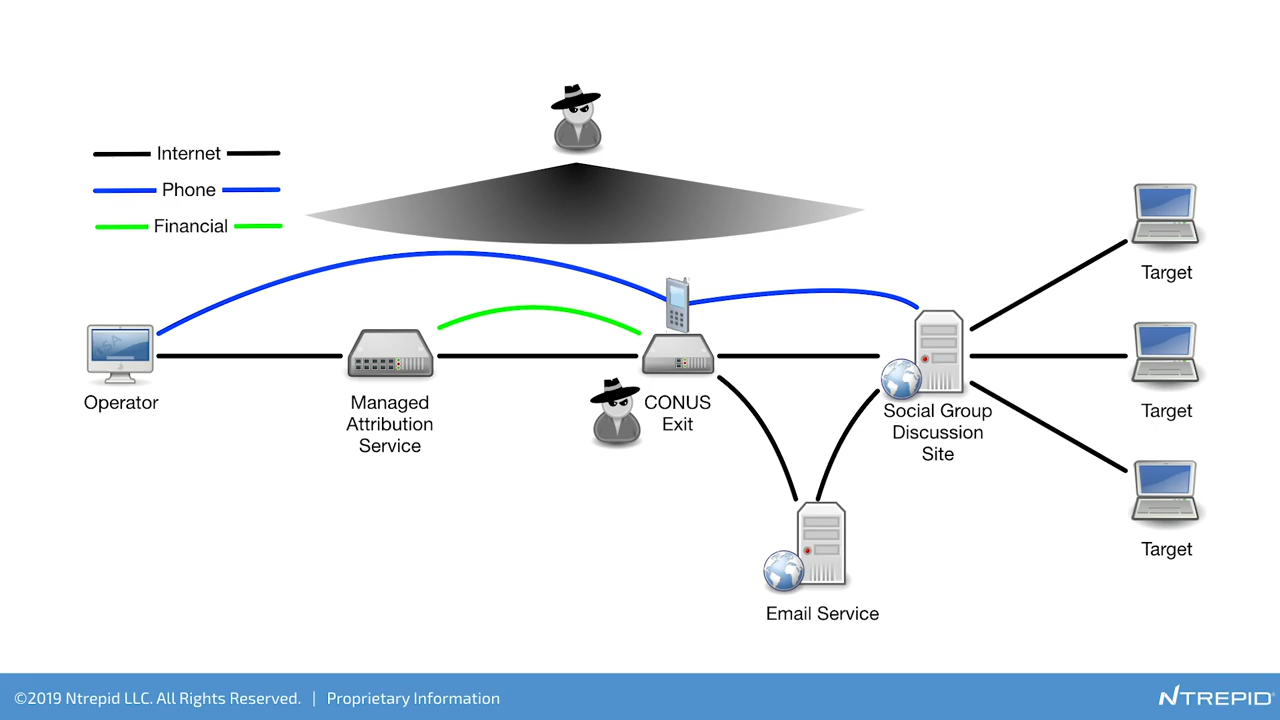 Internet
Phone
Financial
Operator
Managed
Attribution
Service
CONUS
Exit
Social Group
Discussion
Site
Email Service
Target
Target
Target
©2019 Ntrepid LLC. All Rights Reserved. | Proprietary Information
NTREPID